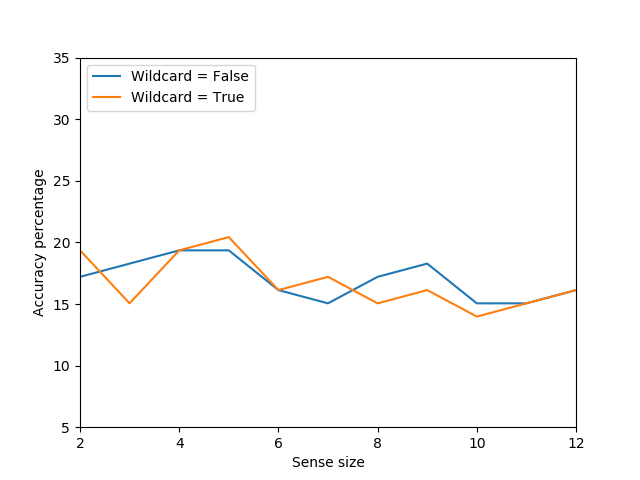 35
30
25
20
15
10
5
Accuracy percentage
Wildcard = False
Wildcard = True
2 4 6 8 10 12
Sense size